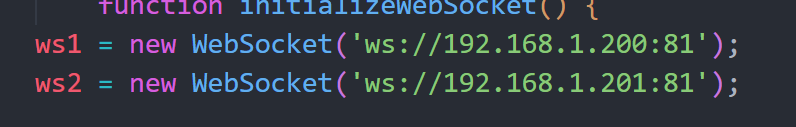 function initializeWebSocket() {
ws1 = new WebSocket('ws://192.168.1.200:81');
ws2 = new WebSocket('ws://192.168.1.201:81');